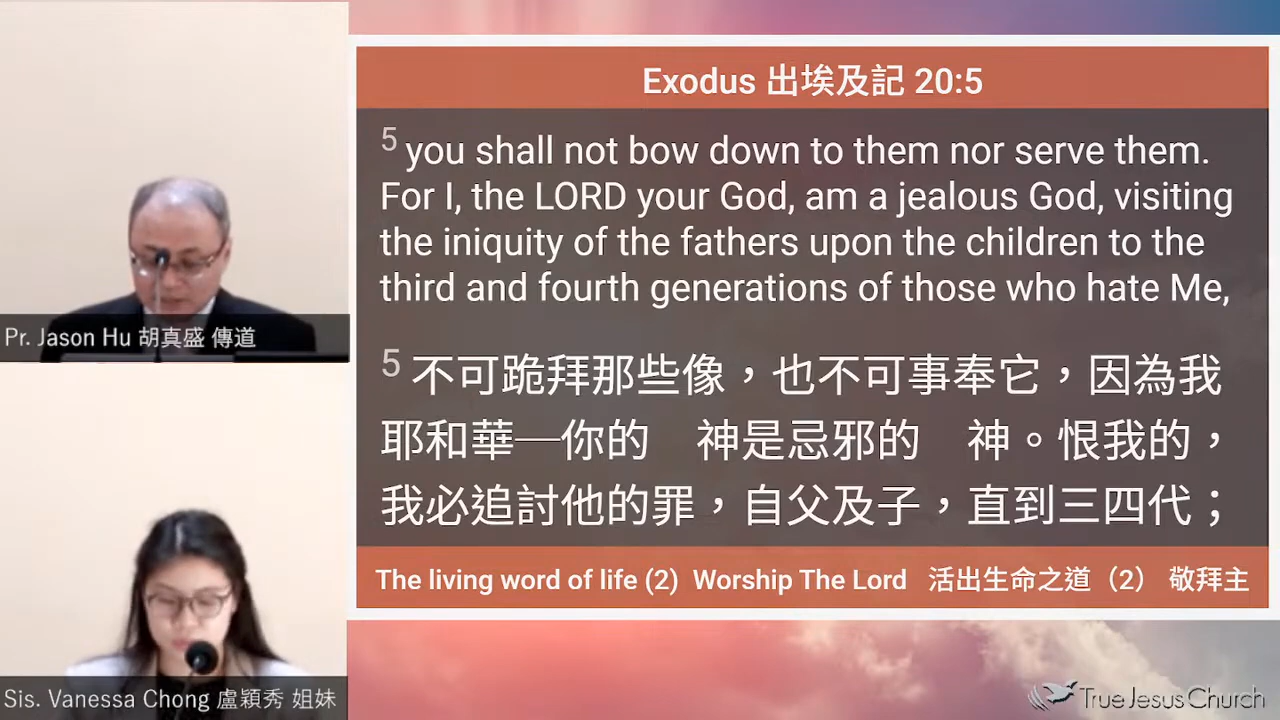 Exodus 出埃及記 20:5
5 you shall not bow down to them nor serve them.
For I, the LORD your God, am a jealous God, visiting
the iniquity of the fathers upon the children to the
third and fourth generations of those who hate Me,
5 不可跪拜那些像，也不可事奉它，因為我
耶和華─你的　神是忌邪的　神。恨我的，
我必追討他的罪，自父及子，直到三四代；
The living word of life (2) Worship The Lord 活出生命之道（2） 敬拜主
Pr. Jason Hu 胡真盛 傳道
Sis. Vanessa Chong 盧穎秀 姐妹
True Jesus Church